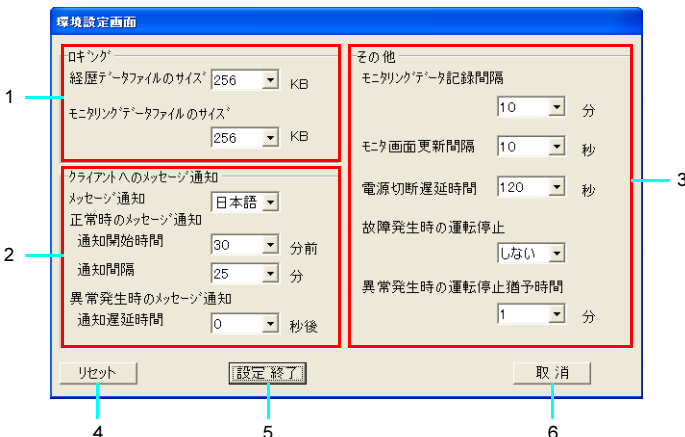 環境設定画面
ﾛｷﾞﾝｸﾞ
経歴ﾃﾞｰﾀﾌｧｲﾙのｻｲｽﾞ 256 KB
ﾓﾆﾀﾘﾝｸﾞﾃﾞｰﾀﾌｧｲﾙのｻｲｽﾞ
256 KB
1
ｸﾗｲｱﾝﾄへのﾒｯｾｰｼﾞ通知
ﾒｯｾｰｼﾞ通知 日本語
正常時のﾒｯｾｰｼﾞ通知
通知開始時間 30 分前
通知間隔 25 分
異常発生時のﾒｯｾｰｼﾞ通知
通知遅延時間 0 秒後
2
その他
ﾓﾆﾀﾘﾝｸﾞﾃﾞｰﾀ記録間隔
10 分
ﾓﾆﾀ画面更新間隔 10 秒
電源切断遅延時間 120 秒
故障発生時の運転停止
しない
異常発生時の運転停止猶予時間
1 分
3
ﾘｾｯﾄ 設定 終了 取 消
4 5 6